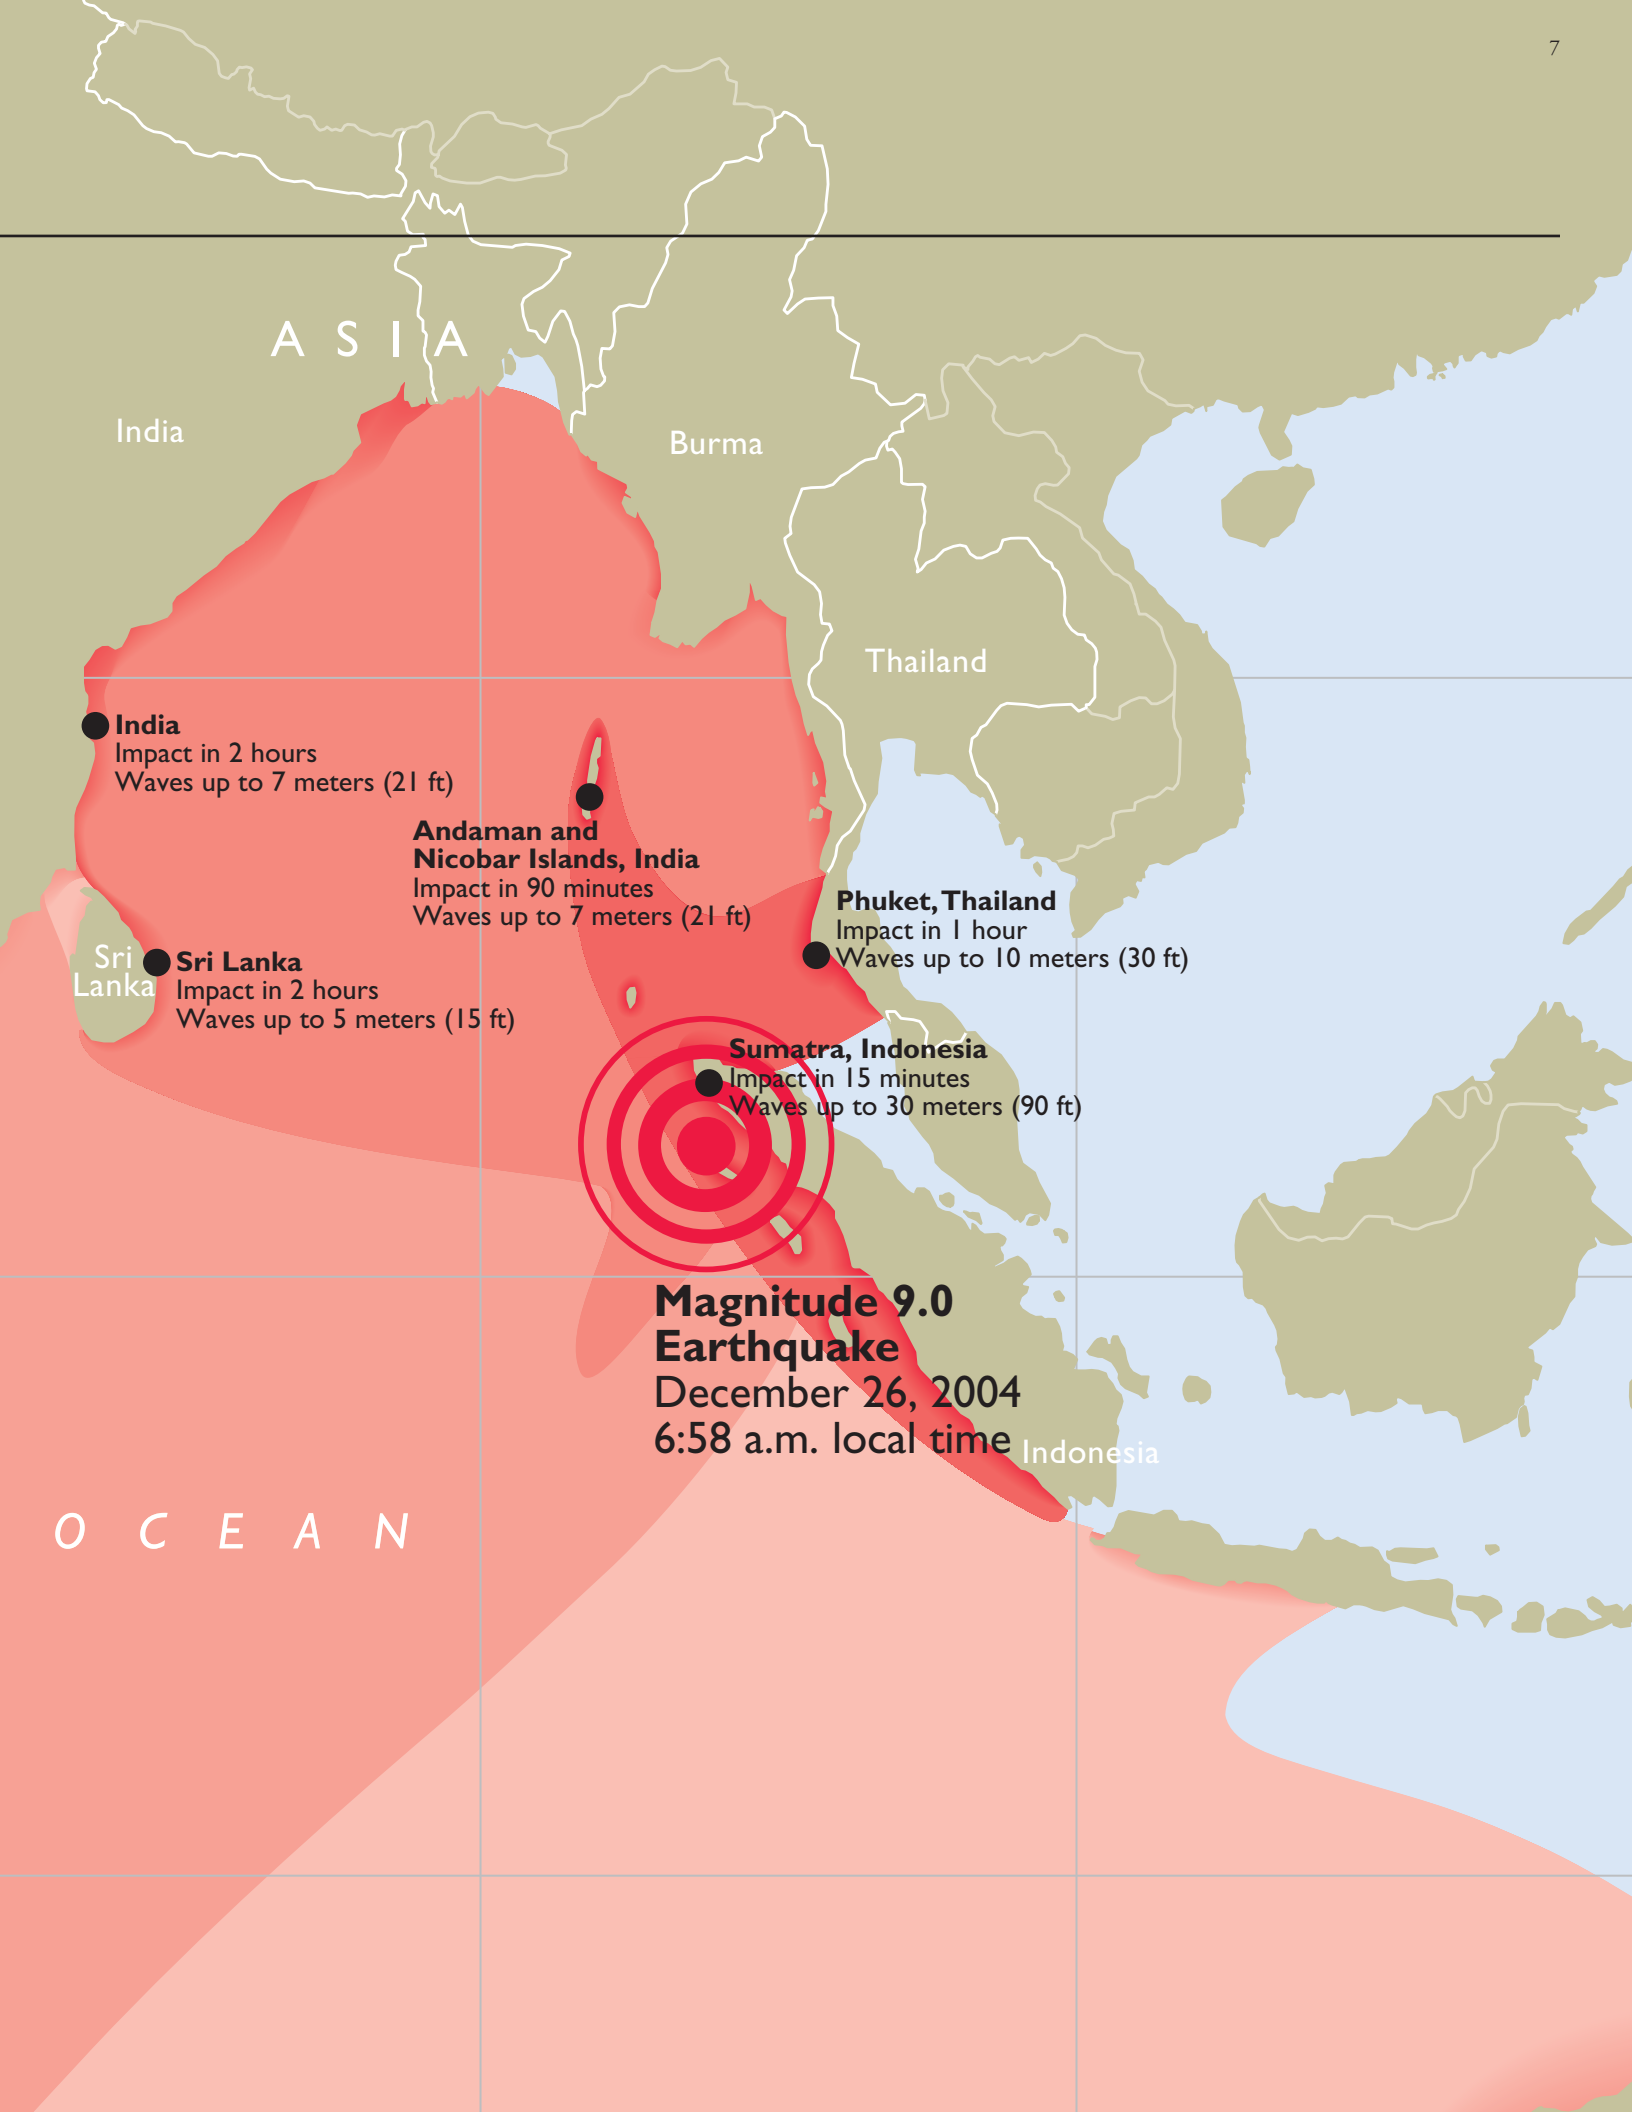 7
ASIA
India
Burma
Thailand
India
Impact in 2 hours
Waves up to 7 meters (21 ft)
Andaman and
Nicobar Islands, India
Impact in 90 minutes
Waves up to 7 meters (21 ft)
Phuket, Thailand
Impact in 1 hour
Waves up to 10 meters (30 ft)
Sri
Lanka
Sri Lanka
Impact in 2 hours
Waves up to 5 meters (15 ft)
Sumatra, Indonesia
Impact in 15 minutes
Waves up to 30 meters (90 ft)
Magnitude 9.0
Earthquake
December 26, 2004
6:58 a.m. local time
Indonesia
OCEAN